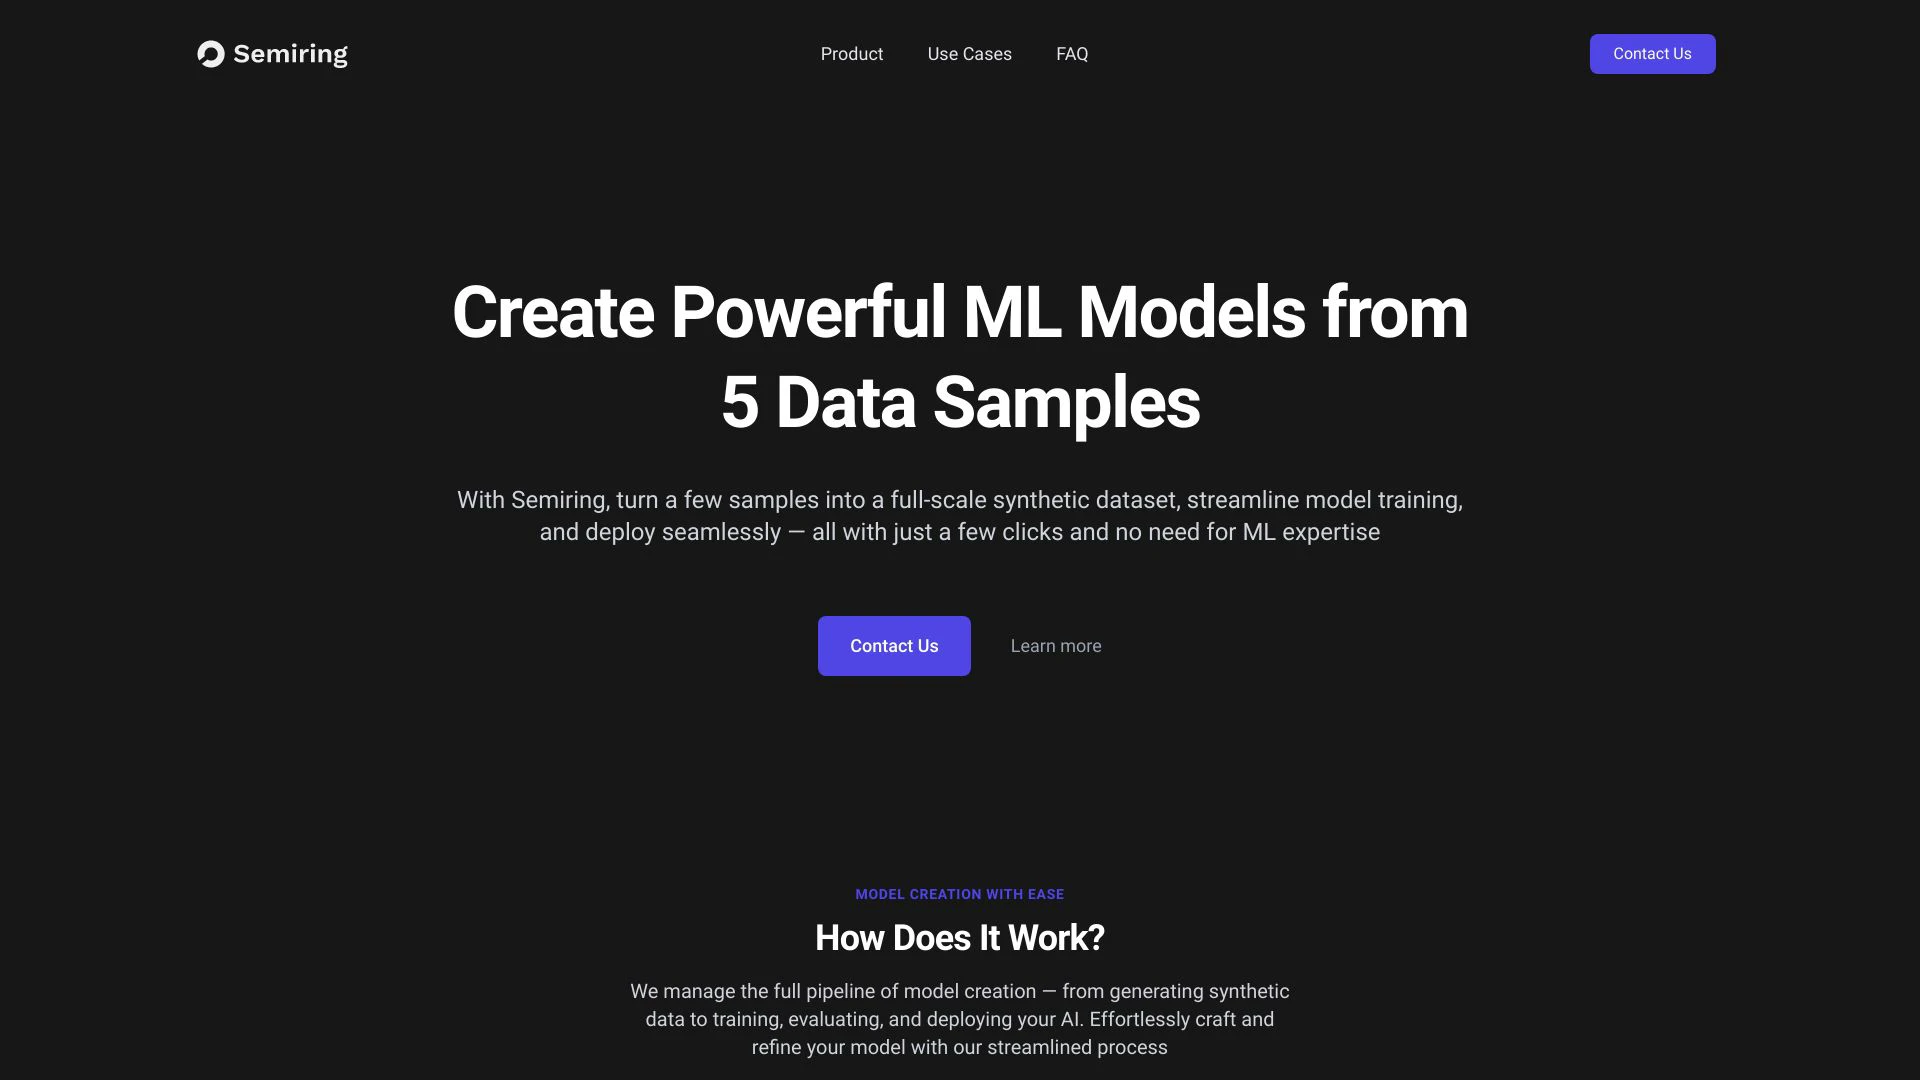 Semiring
Product
Use Cases
FAQ
Contact Us
Create Powerful ML Models from
5 Data Samples
With Semiring, turn a few samples into a full-scale synthetic dataset, streamline model training,
and deploy seamlessly — all with just a few clicks and no need for ML expertise
Contact Us
Learn more
MODEL CREATION WITH EASE
How Does It Work?
We manage the full pipeline of model creation — from generating synthetic
data to training, evaluating, and deploying your AI. Effortlessly craft and
refine your model with our streamlined process